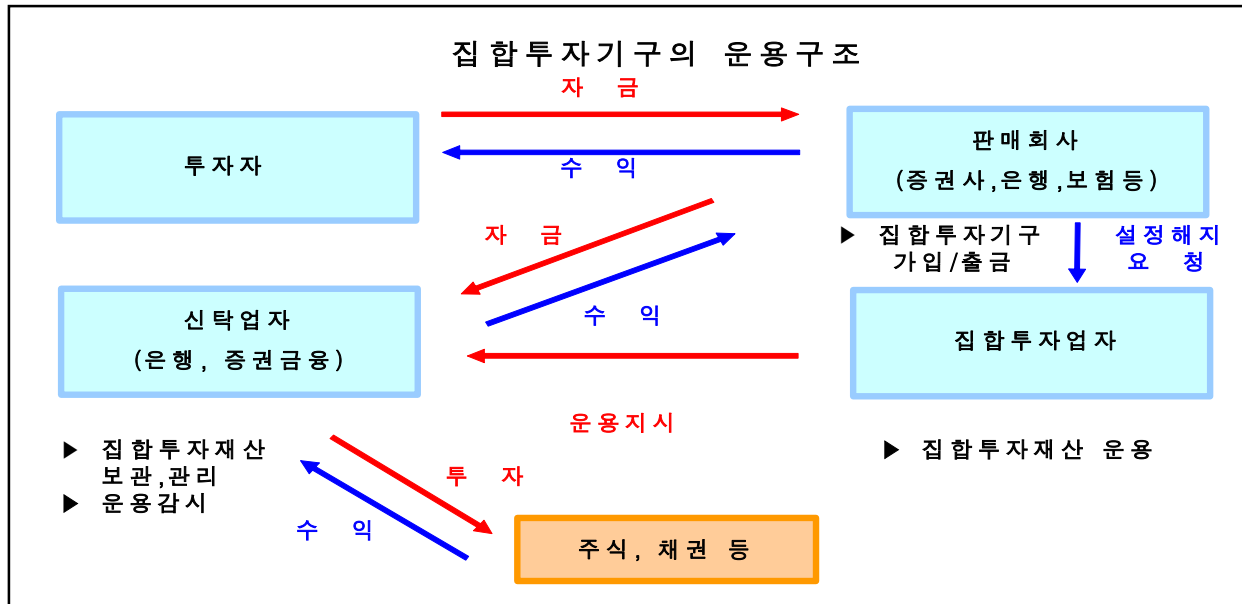 집합투자기구의 운용구조
자 금
투자자
판매회사
(증권사,은행,보험등)
수 익
자 금
▶ 집합투자기구
가입/출금
설정해지
요 청
신탁업자
(은행, 증권금융)
수 익
집합투자업자
운용지시
▶ 집합투자재산
보관,관리
▶ 운용감시
▶ 집합투자재산 운용
투 자
수 익
주식, 채권 등